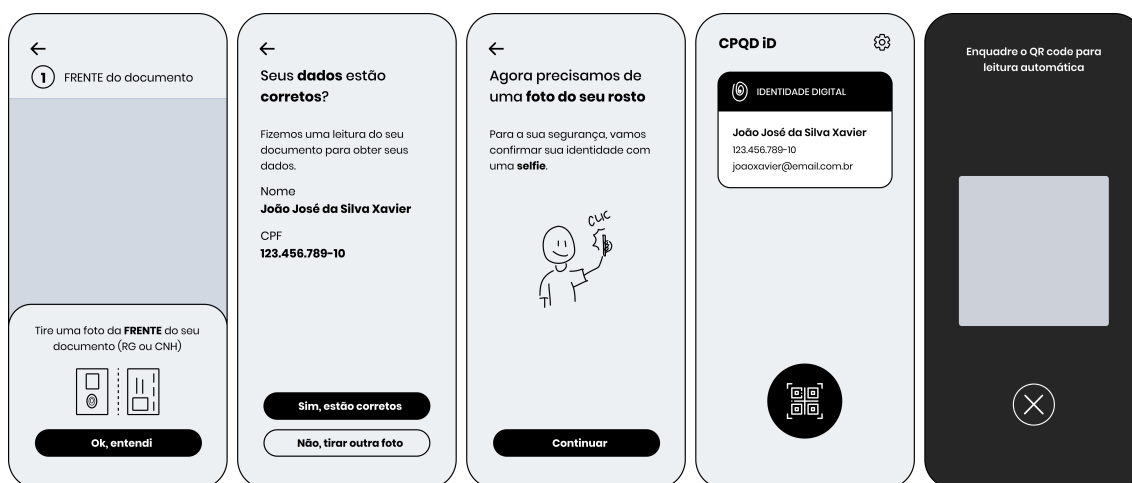 1
FRENTE do documento
Tire uma foto da FRENTE do seu
documento (RG ou CNH)
Ok, entendi
Seus dados estão
corretos?
Fizemos uma leitura do seu
documento para obter seus
dados.
Nome
João José da Silva Xavier
CPF
123.456.789-10
Sim, estão corretos
Não, tirar outra foto
Agora precisamos de
uma foto do seu rosto
Para a sua segurança, vamos
confirmar sua identidade com
uma selfie.
CLIC
Continuar
CPQD iD
IDENTIDADE DIGITAL
João José da Silva Xavier
123.456.789-10
joaoxavier@email.com.br
Enquadre o QR code para
leitura automática